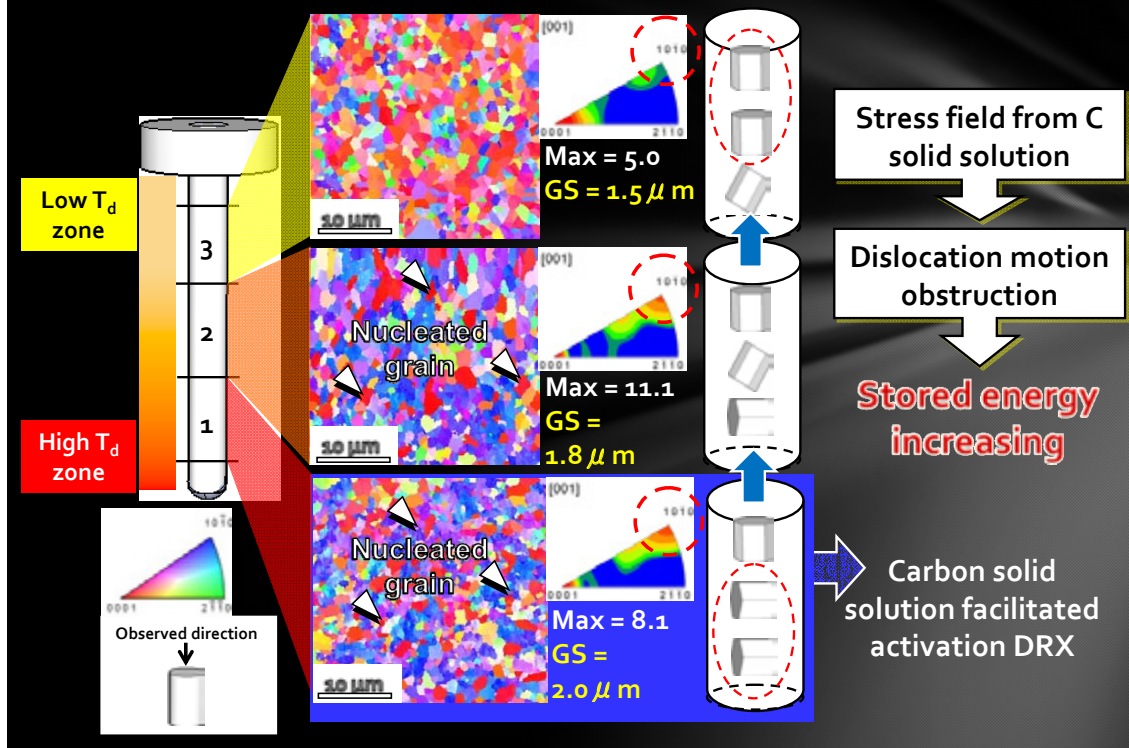 Low Td
zone
High Td
zone
3
2
1
10 μm
[001]
1010
0001
2110
Max = 5.0
GS = 1.5 μ m
Nucleated
grain
10 μm
[001]
1010
0001
2110
Max = 11.1
GS =
1.8 μ m
Nucleated
grain
10 μm
[001]
1010
0001
2110
Max = 8.1
GS =
2.0 μ m
1010
0001
2110
Observed direction
Stress field from C
solid solution
Dislocation motion
obstruction
Stored energy
increasing
Carbon solid
solution facilitated
activation DRX